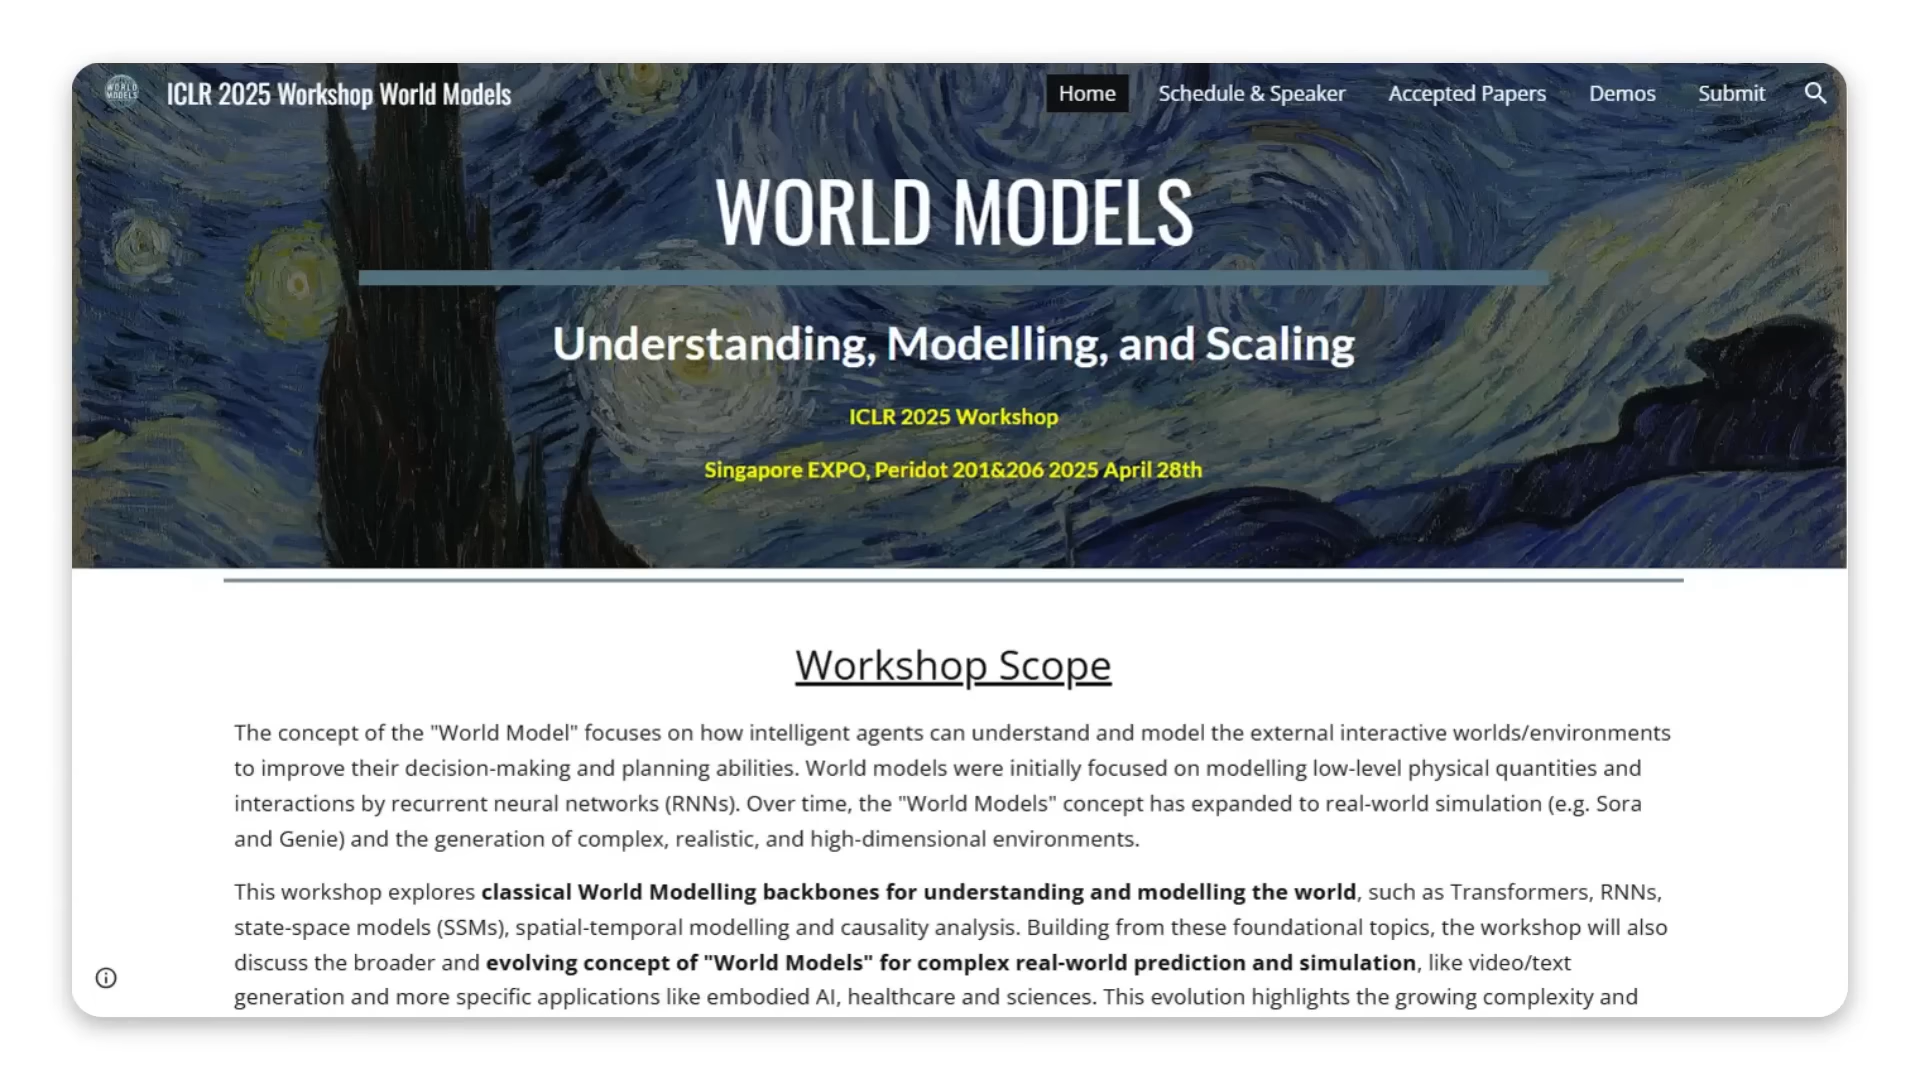 WORLD MODELS
ICLR 2025 Workshop World Models
Home
Schedule & Speaker
Accepted Papers
Demos
Submit
WORLD MODELS
Understanding, Modelling, and Scaling
ICLR 2025 Workshop
Singapore EXPO, Peridot 201&206 2025 April 28th
Workshop Scope
The concept of the "World Model" focuses on how intelligent agents can understand and model the external interactive worlds/environments
to improve their decision-making and planning abilities. World models were initially focused on modelling low-level physical quantities and
interactions by recurrent neural networks (RNNs). Over time, the "World Models" concept has expanded to real-world simulation (e.g. Sora
and Genie) and the generation of complex, realistic, and high-dimensional environments.
This workshop explores classical World Modelling backbones for understanding and modelling the world, such as Transformers, RNNs,
state-space models (SSMs), spatial-temporal modelling and causality analysis. Building from these foundational topics, the workshop will also
discuss the broader and evolving concept of "World Models" for complex real-world prediction and simulation, like video/text
generation and more specific applications like embodied AI, healthcare and sciences. This evolution highlights the growing complexity and